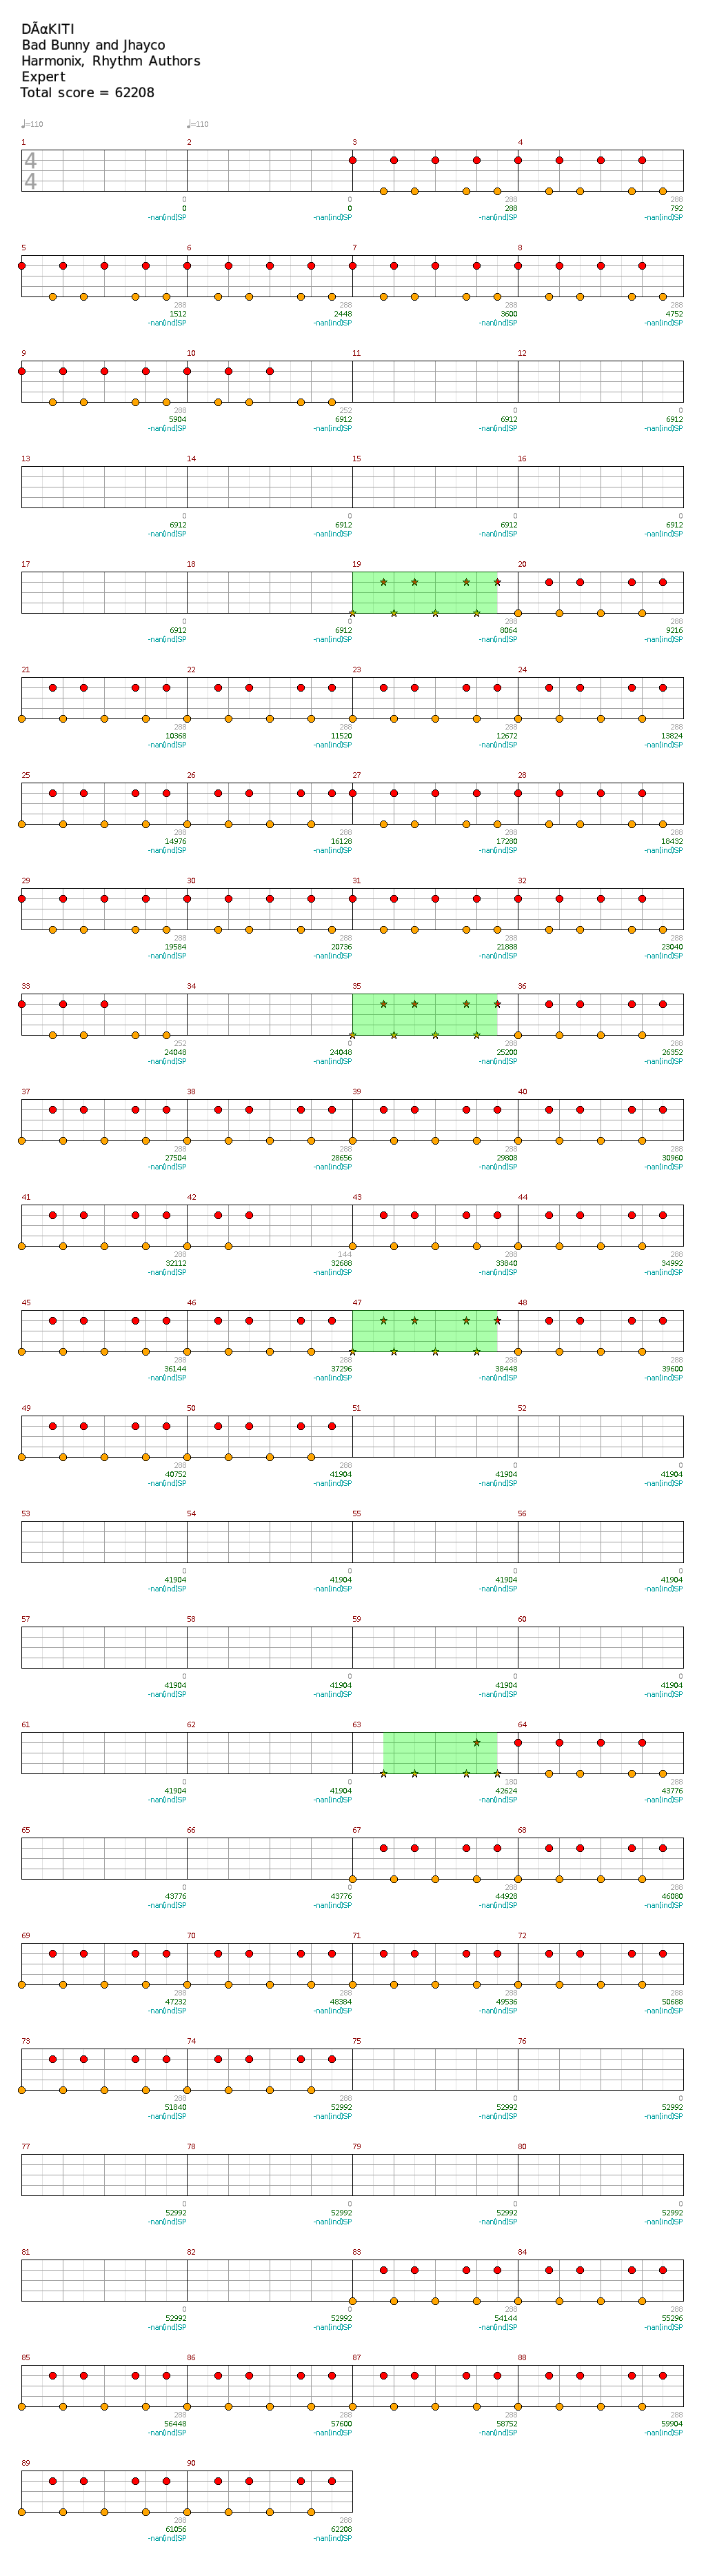 DÃαKITI
Bad Bunny and Jhayco
Harmonix, Rhythm Authors
Expert
Total score = 62208
♩=110 ♩=110
1 2 3 4
4
4
0 0 288 288
0 0 288 792
-nan(ind)SP -nan(ind)SP -nan(ind)SP -nan(ind)SP
5 6 7 8
288 288 288 288
1512 2448 3600 4752
-nan(ind)SP -nan(ind)SP -nan(ind)SP -nan(ind)SP
9 10 11 12
288 252 0 0
5904 6912 6912 6912
-nan(ind)SP -nan(ind)SP -nan(ind)SP -nan(ind)SP
13 14 15 16
0 0 0 0
6912 6912 6912 6912
-nan(ind)SP -nan(ind)SP -nan(ind)SP -nan(ind)SP
17 18 19 20
0 0 288 288
6912 6912 8064 9216
-nan(ind)SP -nan(ind)SP -nan(ind)SP -nan(ind)SP
21 22 23 24
288 288 288 288
10368 11520 12672 13824
-nan(ind)SP -nan(ind)SP -nan(ind)SP -nan(ind)SP
25 26 27 28
288 288 288 288
14976 16128 17280 18432
-nan(ind)SP -nan(ind)SP -nan(ind)SP -nan(ind)SP
29 30 31 32
288 288 288 288
19584 20736 21888 23040
-nan(ind)SP -nan(ind)SP -nan(ind)SP -nan(ind)SP
33 34 35 36
252 0 288 288
24048 24048 25200 26352
-nan(ind)SP -nan(ind)SP -nan(ind)SP -nan(ind)SP
37 38 39 40
288 288 288 288
27504 28656 29808 30960
-nan(ind)SP -nan(ind)SP -nan(ind)SP -nan(ind)SP
41 42 43 44
288 144 288 288
32112 32688 33840 34992
-nan(ind)SP -nan(ind)SP -nan(ind)SP -nan(ind)SP
45 46 47 48
288 288 288 288
36144 37296 38448 39600
-nan(ind)SP -nan(ind)SP -nan(ind)SP -nan(ind)SP
49 50 51 52
288 288 0 0
40752 41904 41904 41904
-nan(ind)SP -nan(ind)SP -nan(ind)SP -nan(ind)SP
53 54 55 56
0 0 0 0
41904 41904 41904 41904
-nan(ind)SP -nan(ind)SP -nan(ind)SP -nan(ind)SP
57 58 59 60
0 0 0 0
41904 41904 41904 41904
-nan(ind)SP -nan(ind)SP -nan(ind)SP -nan(ind)SP
61 62 63 64
0 0 180 288
41904 41904 42624 43776
-nan(ind)SP -nan(ind)SP -nan(ind)SP -nan(ind)SP
65 66 67 68
0 0 288 288
43776 43776 44928 46080
-nan(ind)SP -nan(ind)SP -nan(ind)SP -nan(ind)SP
69 70 71 72
288 288 288 288
47232 48384 49536 50688
-nan(ind)SP -nan(ind)SP -nan(ind)SP -nan(ind)SP
73 74 75 76
288 288 0 0
51840 52992 52992 52992
-nan(ind)SP -nan(ind)SP -nan(ind)SP -nan(ind)SP
77 78 79 80
0 0 0 0
52992 52992 52992 52992
-nan(ind)SP -nan(ind)SP -nan(ind)SP -nan(ind)SP
81 82 83 84
0 0 288 288
52992 52992 54144 55296
-nan(ind)SP -nan(ind)SP -nan(ind)SP -nan(ind)SP
85 86 87 88
288 288 288 288
56448 57600 58752 59904
-nan(ind)SP -nan(ind)SP -nan(ind)SP -nan(ind)SP
89 90
288 288
61056 62208
-nan(ind)SP -nan(ind)SP